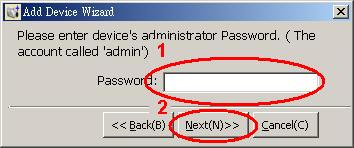 Add Device Wizard
Please enter device's administrator Password. ( The
account called 'admin') 1
Password:
2
<< Back(B) Next(N)>> Cancel(C)